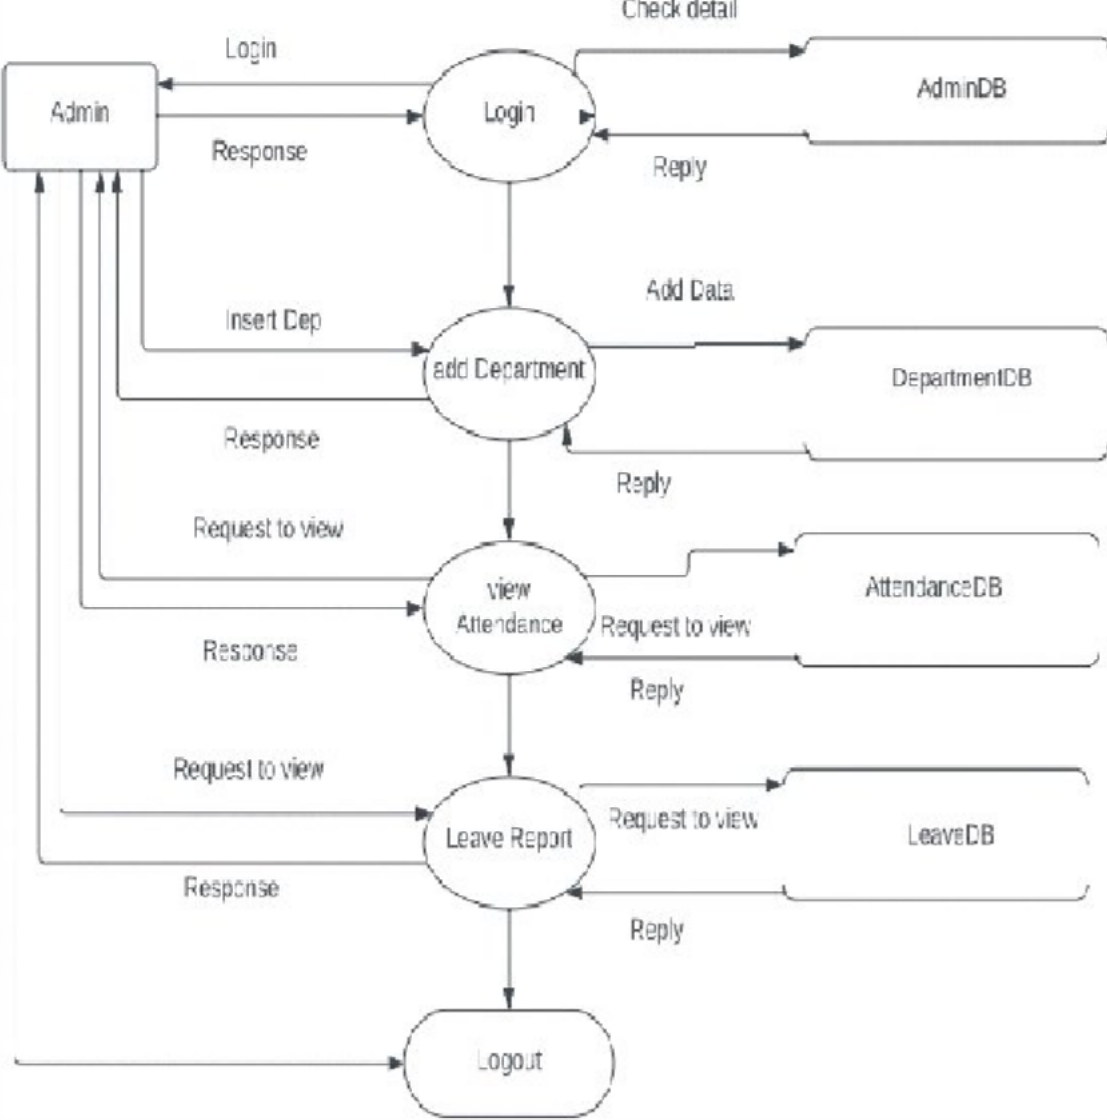 Check detail
Login
Admin
Login
AdminDB
Response
Reply
Add Data
Insert Dep
add Department
DepartmentDB
Response
Reply
Request to view
view
Attendance
AttendanceDB
Request to view
Response
Reply
Request to view
Request to view
Leave Report
LeaveDB
Response
Reply
Logout